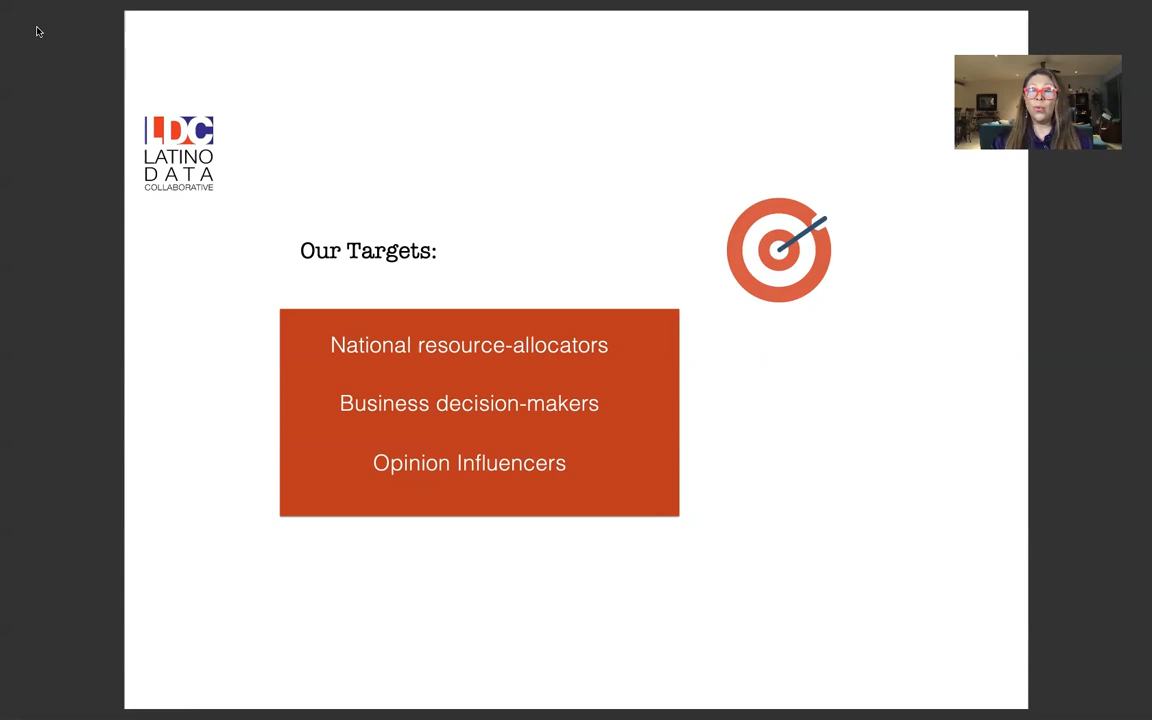 LDC
LATINO
DATA
COLLABORATIVE
Our Targets:
National resource-allocators
Business decision-makers
Opinion Influencers